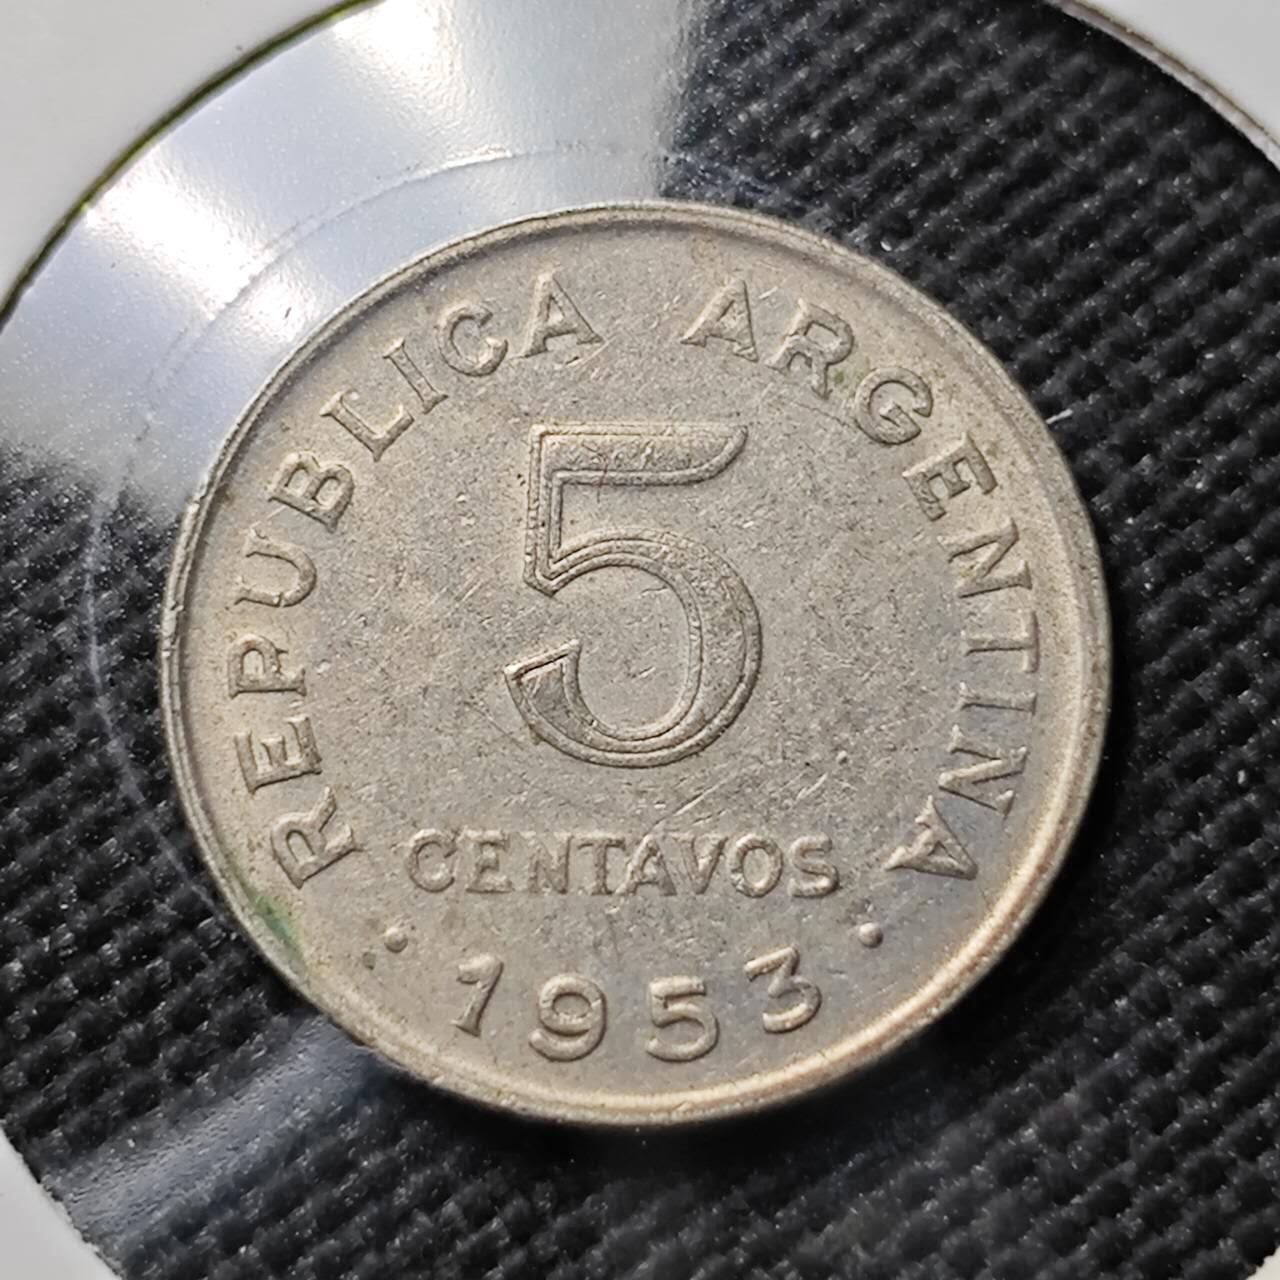 REPUBLICA ARGENTINA
5
CENTAVOS
· 1953 ·